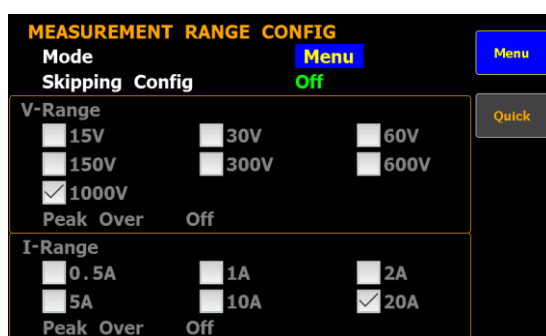 MEASUREMENT RANGE CONFIG
Mode Menu
Skipping Config Off
V-Range
15V 30V 60V
150V 300V 600V
1000V
Peak Over Off
I-Range
0.5A 1A 2A
5A 10A 20A
Peak Over Off
Menu
Quick